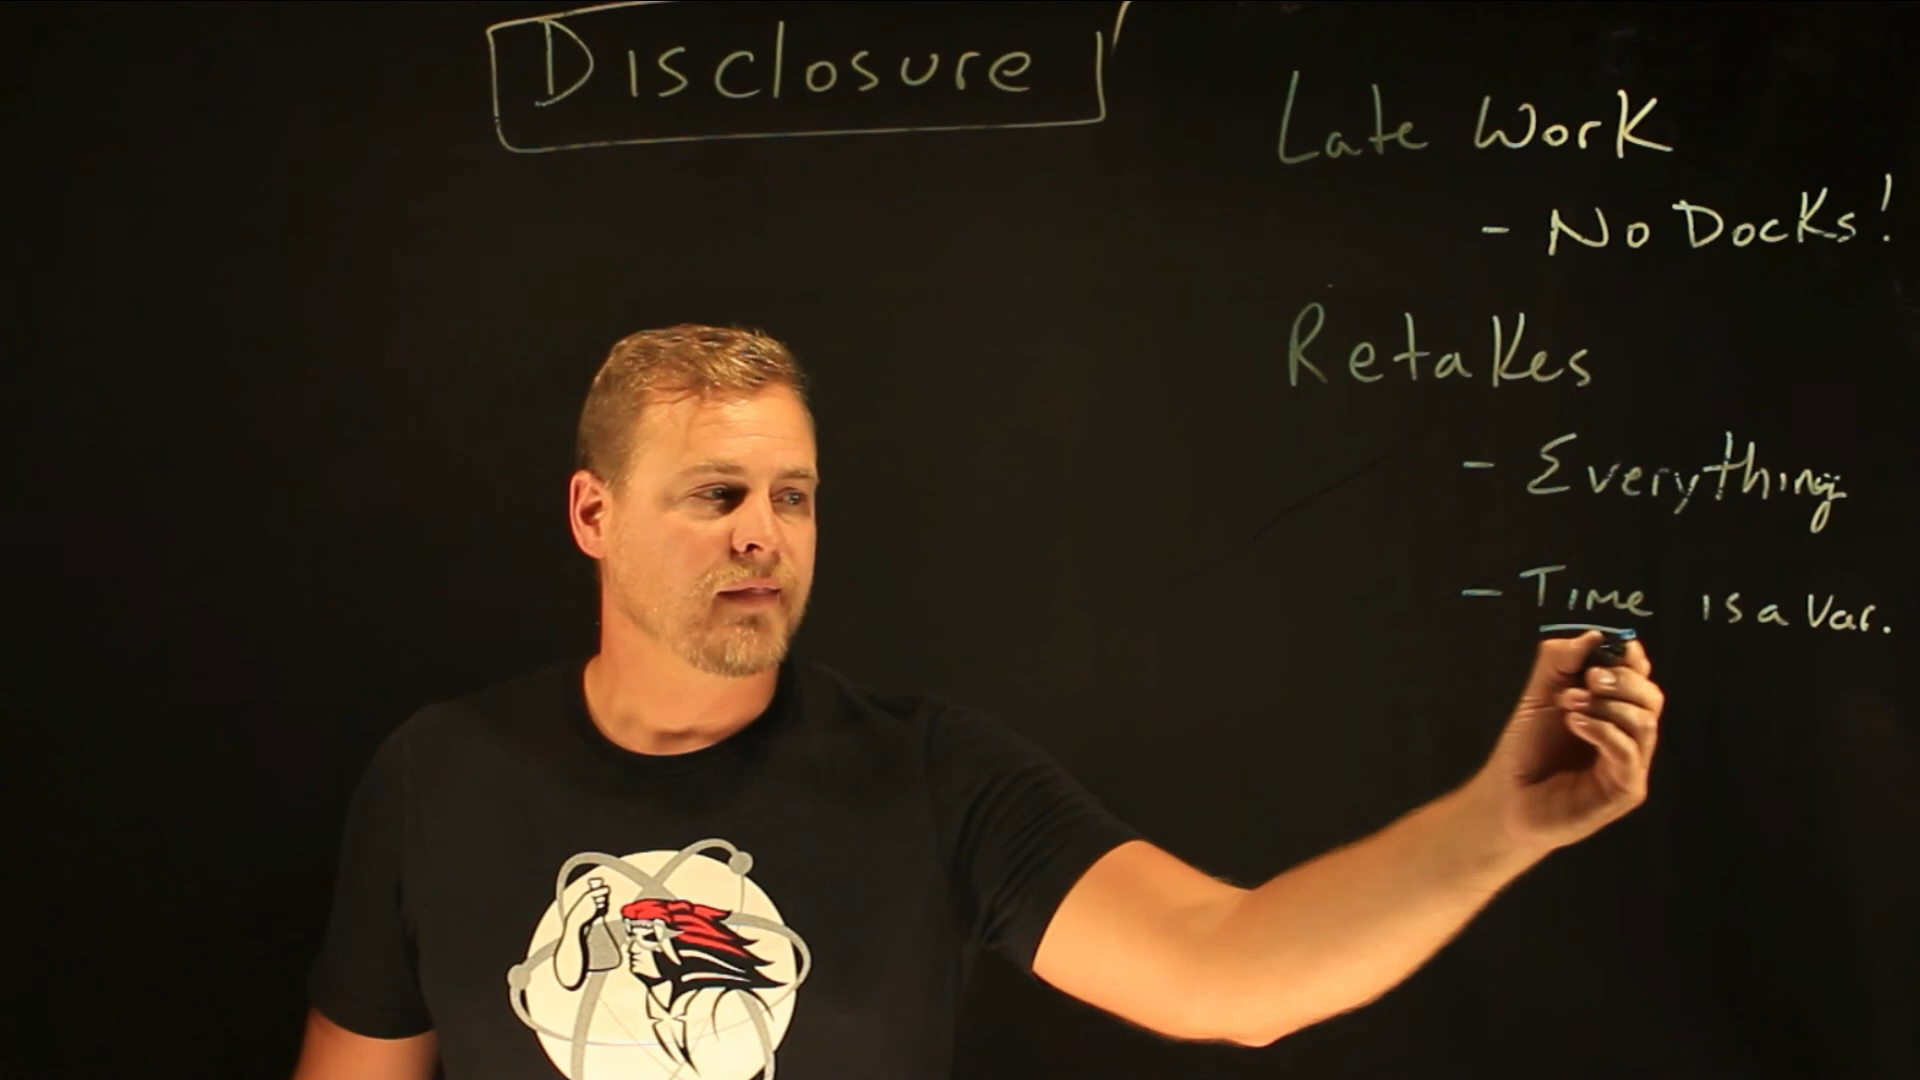 Disclosure
Late Work
- No Docks!
Retakes
- Everything
- Time is a Var.